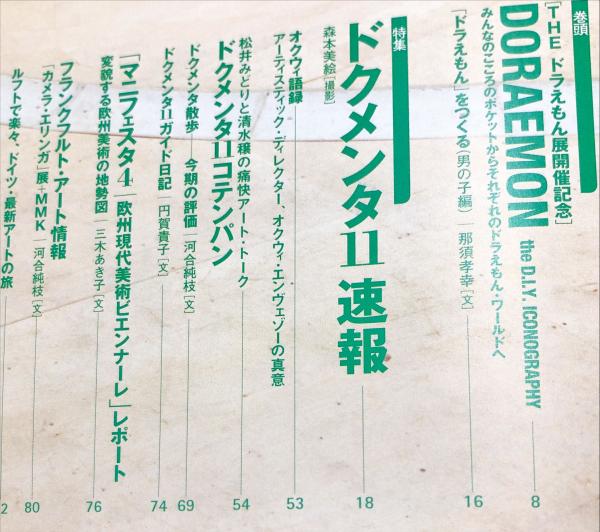 巻頭
[THE ドラえもん展開催記念]
DORAEMON the D.I.Y. ICONOGRAPHY 8
みんなのこころのポケットからそれぞれのドラえもん・ワールドへ
「ドラえもん」をつくる(男の子編)|那須孝幸[文] 16
特集
ドクメンタ11速報 18
森本美絵[撮影]
オクウィ語録 53
アーティスティック・ディレクター、オクウィ・エンヴェゾーの真意
ドクメンタ11コテンパン 54
松井みどりと清水穣の痛快アート・トーク
ドクメンタ散歩——今期の評価|河合純枝[文] 69
ドクメンタ11ガイド日記|円賀貴子[文] 74
「マニフェスタ4|欧州現代美術ビエンナーレ」レポート 76
変貌する欧州美術の地勢図|三木あき子[文]
フランクフルト・アート情報 80
「カメラ・エリンガ」展+MMK|河合純枝[文]
ルフトで楽々、ドイツ・最新アートの旅 2